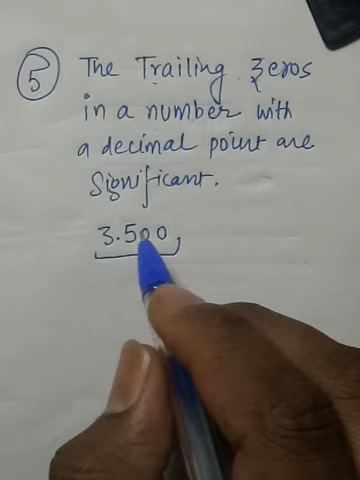 5 The Trailing Zeros
in a number with
a decimal point are
Significant.
3.500